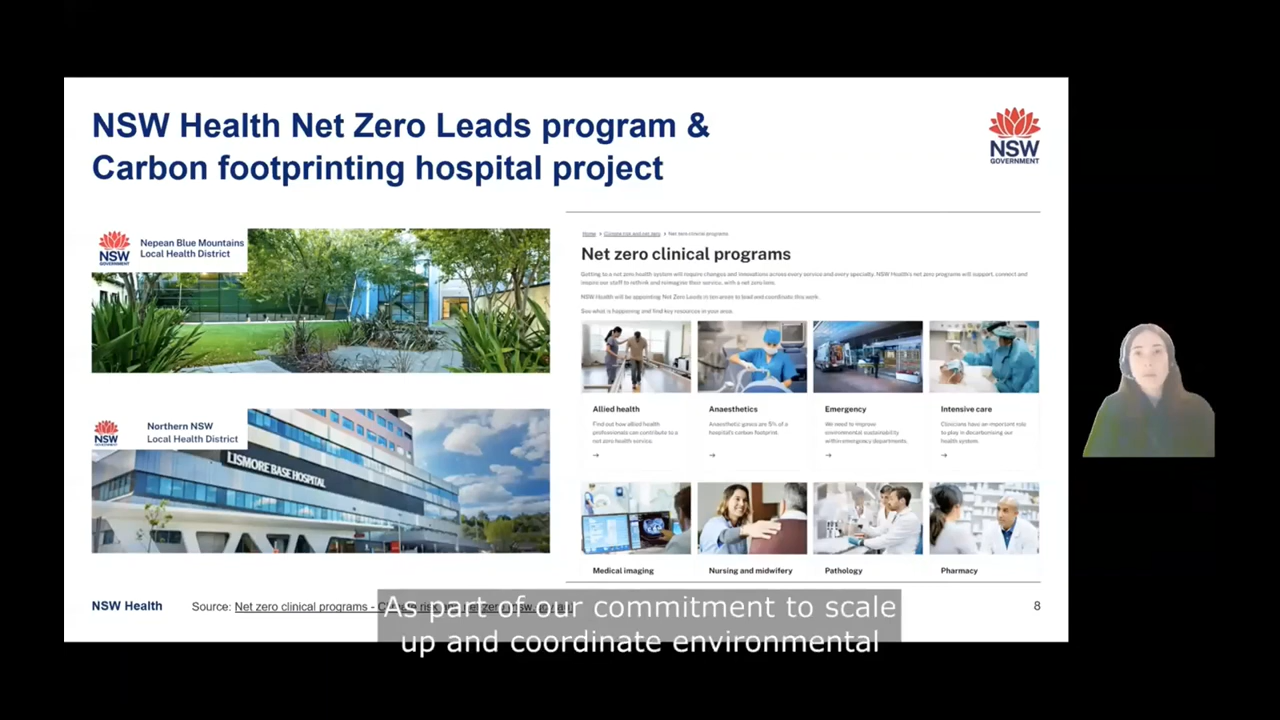 NSW Health Net Zero Leads program &
Carbon footprinting hospital project
NSW
GOVERNMENT
NSW
GOVERNMENT
Nepean Blue Mountains
Local Health District
NSW
GOVERNMENT
Northern NSW
Local Health District
LISMORE BASE HOSPITAL
Home > Climate risk and net zero > Net zero clinical programs
Net zero clinical programs
Getting to a net zero health system will require changes and innovations across every service and every specialty. NSW Health's net zero programs will support, connect and
inspire our staff to rethink and reimagine their service, with a net zero lens.
NSW Health will be appointing Net Zero Leads in ten areas to lead and coordinate this work.
See what is happening and find key resources in your area.
Allied health
Find out how allied health
professionals can contribute to a
net zero health service.
Anaesthetics
Anaesthetic gases are 5% of a
hospital's carbon footprint.
Emergency
We need to improve
environmental sustainability
within emergency departments.
Intensive care
Clinicians have an important role
to play in decarbonising our
health system.
Medical imaging
Nursing and midwifery
Pathology
Pharmacy
NSW Health
Source: Net zero clinical programs -
8
As part of our commitment to scale
up and coordinate environmental